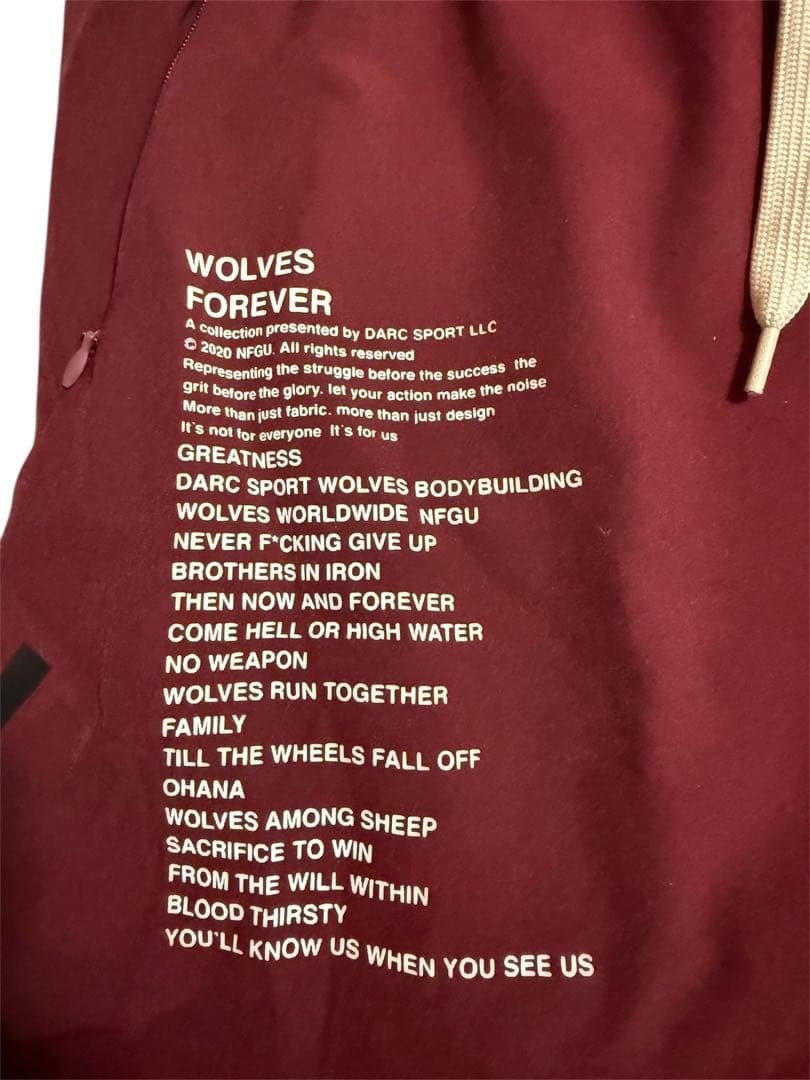 WOLVES
FOREVER
A collection presented by DARC SPORT LLC
© 2020 NFGU. All rights reserved
Representing the struggle before the success the
grit before the glory. let your action make the noise
More than just fabric. more than just design
It's not for everyone It's for us
GREATNESS
DARC SPORT WOLVES BODYBUILDING
WOLVES WORLDWIDE NFGU
NEVER F*CKING GIVE UP
BROTHERS IN IRON
THEN NOW AND FOREVER
COME HELL OR HIGH WATER
NO WEAPON
WOLVES RUN TOGETHER
FAMILY
TILL THE WHEELS FALL OFF
OHANA
WOLVES AMONG SHEEP
SACRIFICE TO WIN
FROM THE WILL WITHIN
BLOOD THIRSTY
YOU'LL KNOW US WHEN YOU SEE US